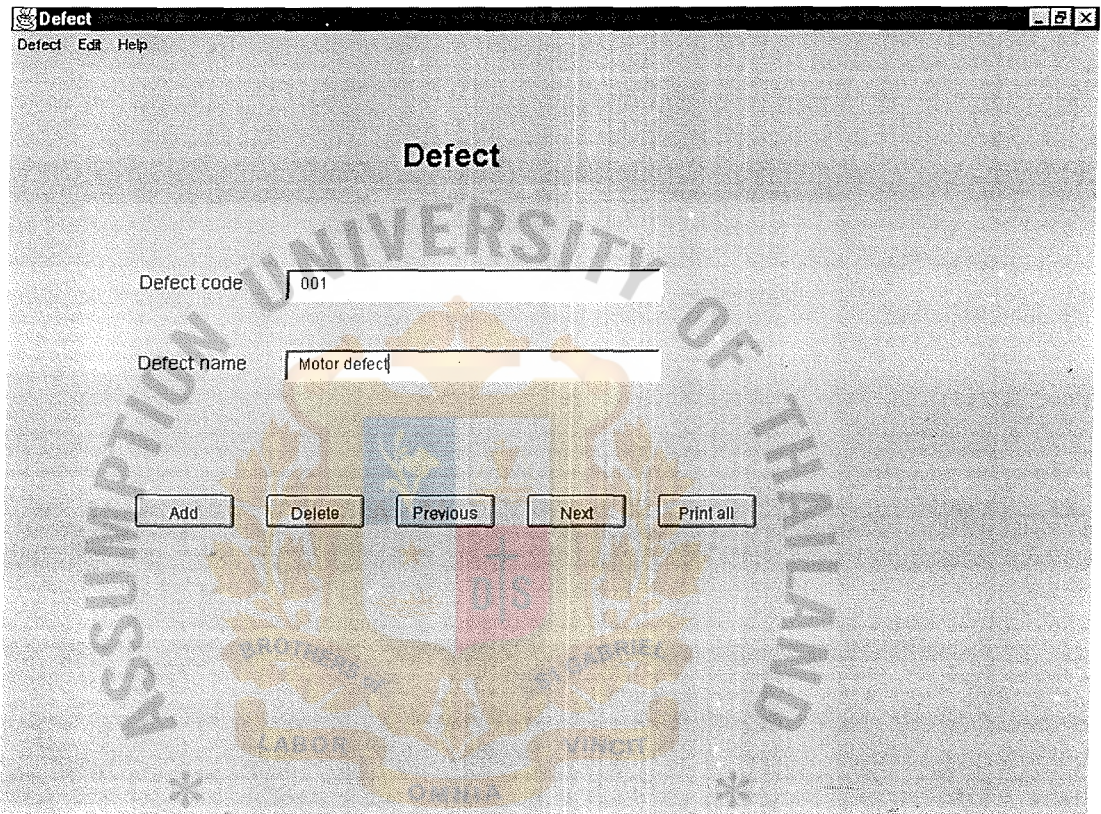 Defect
Defect Edit Help
Defect
Defect code 001
Defect name Motor defect
Add Delete Previous Next Print all
ASSUMPTION UNIVERSITY OF THAILAND
D S
BROTHERS OF ST. GABRIEL
LABOR OMNIA VINCIT